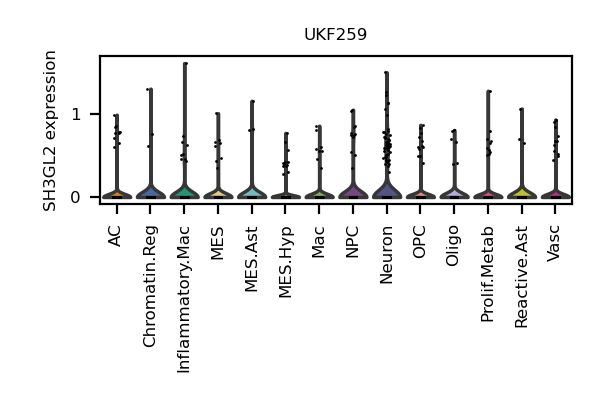 UKF259
SH3GL2 expression
1
0
AC
Chromatin.Reg
Inflammatory.Mac
MES
MES.Ast
MES.Hyp
Mac
NPC
Neuron
OPC
Oligo
Prolif.Metab
Reactive.Ast
Vasc